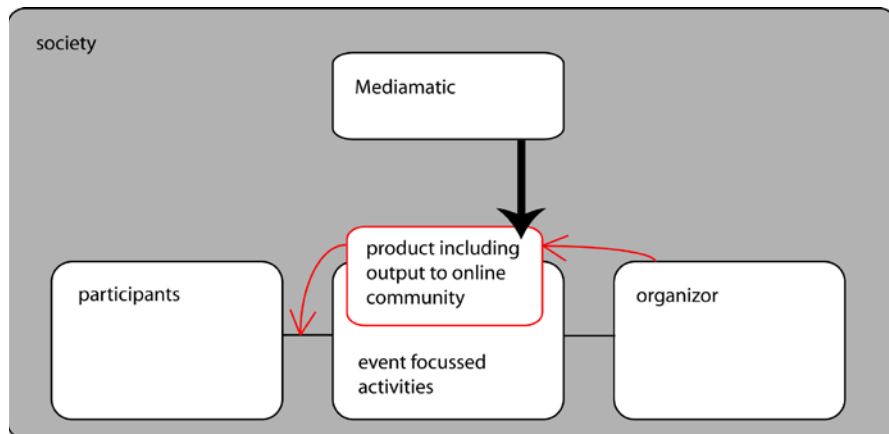 society
Mediamatic
product including
output to online
community
participants
organizor
event focussed
activities